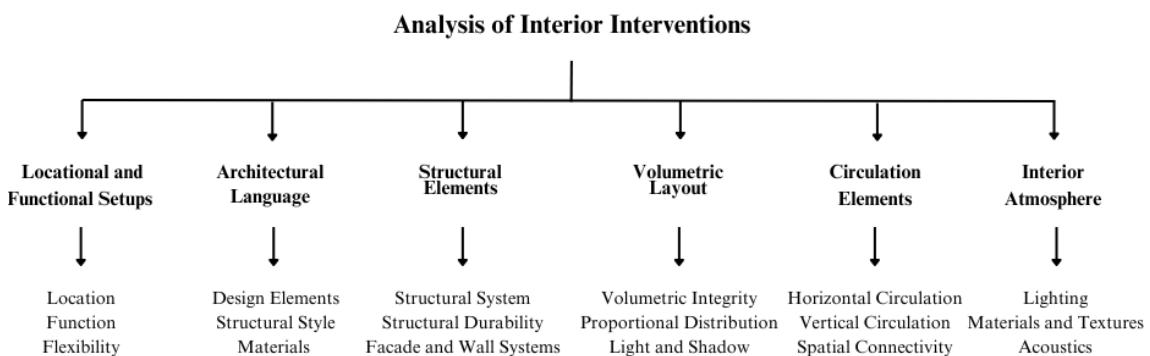 Analysis of Interior Interventions
Locational and
Functional Setups
Architectural
Language
Structural
Elements
Volumetric
Layout
Circulation
Elements
Interior
Atmosphere
Location
Function
Flexibility
Design Elements
Structural Style
Materials
Structural System
Structural Durability
Facade and Wall Systems
Volumetric Integrity
Proportional Distribution
Light and Shadow
Horizontal Circulation
Vertical Circulation
Spatial Connectivity
Lighting
Materials and Textures
Acoustics